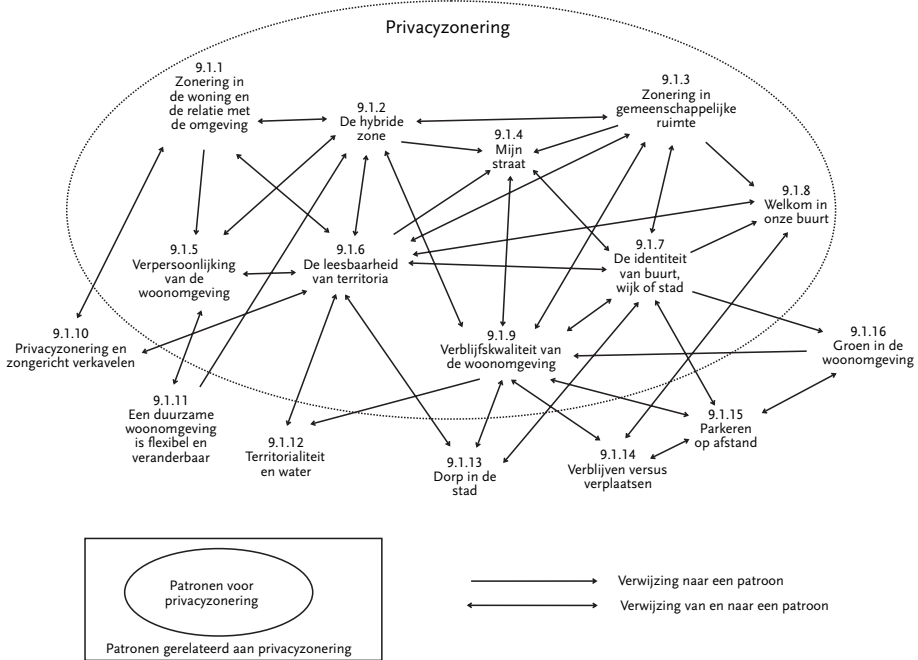 Privacyzonering
9.1.1
Zonering in
de woning en
de relatie met
de omgeving
9.1.2
De hybride
zone
9.1.3
Zonering in
gemeenschappelijke
ruimte
9.1.4
Mijn
straat
9.1.8
Welkom in
onze buurt
9.1.5
Verpersoonlijking
van de
woonomgeving
9.1.6
De leesbaarheid
van territoria
9.1.7
De identiteit
van buurt,
wijk of stad
9.1.10
Privacyzonering en
zongericht verkavelen
9.1.9
Verblijfskwaliteit van
de woonomgeving
9.1.16
Groen in de
woonomgeving
9.1.11
Een duurzame
woonomgeving
is flexibel en
veranderbaar
9.1.12
Territorialiteit
en water
9.1.13
Dorp in de
stad
9.1.14
Verblijven versus
verplaatsen
9.1.15
Parkeren
op afstand
Patronen voor
privacyzonering
Patronen gerelateerd aan privacyzonering
Verwijzing naar een patroon
Verwijzing van en naar een patroon